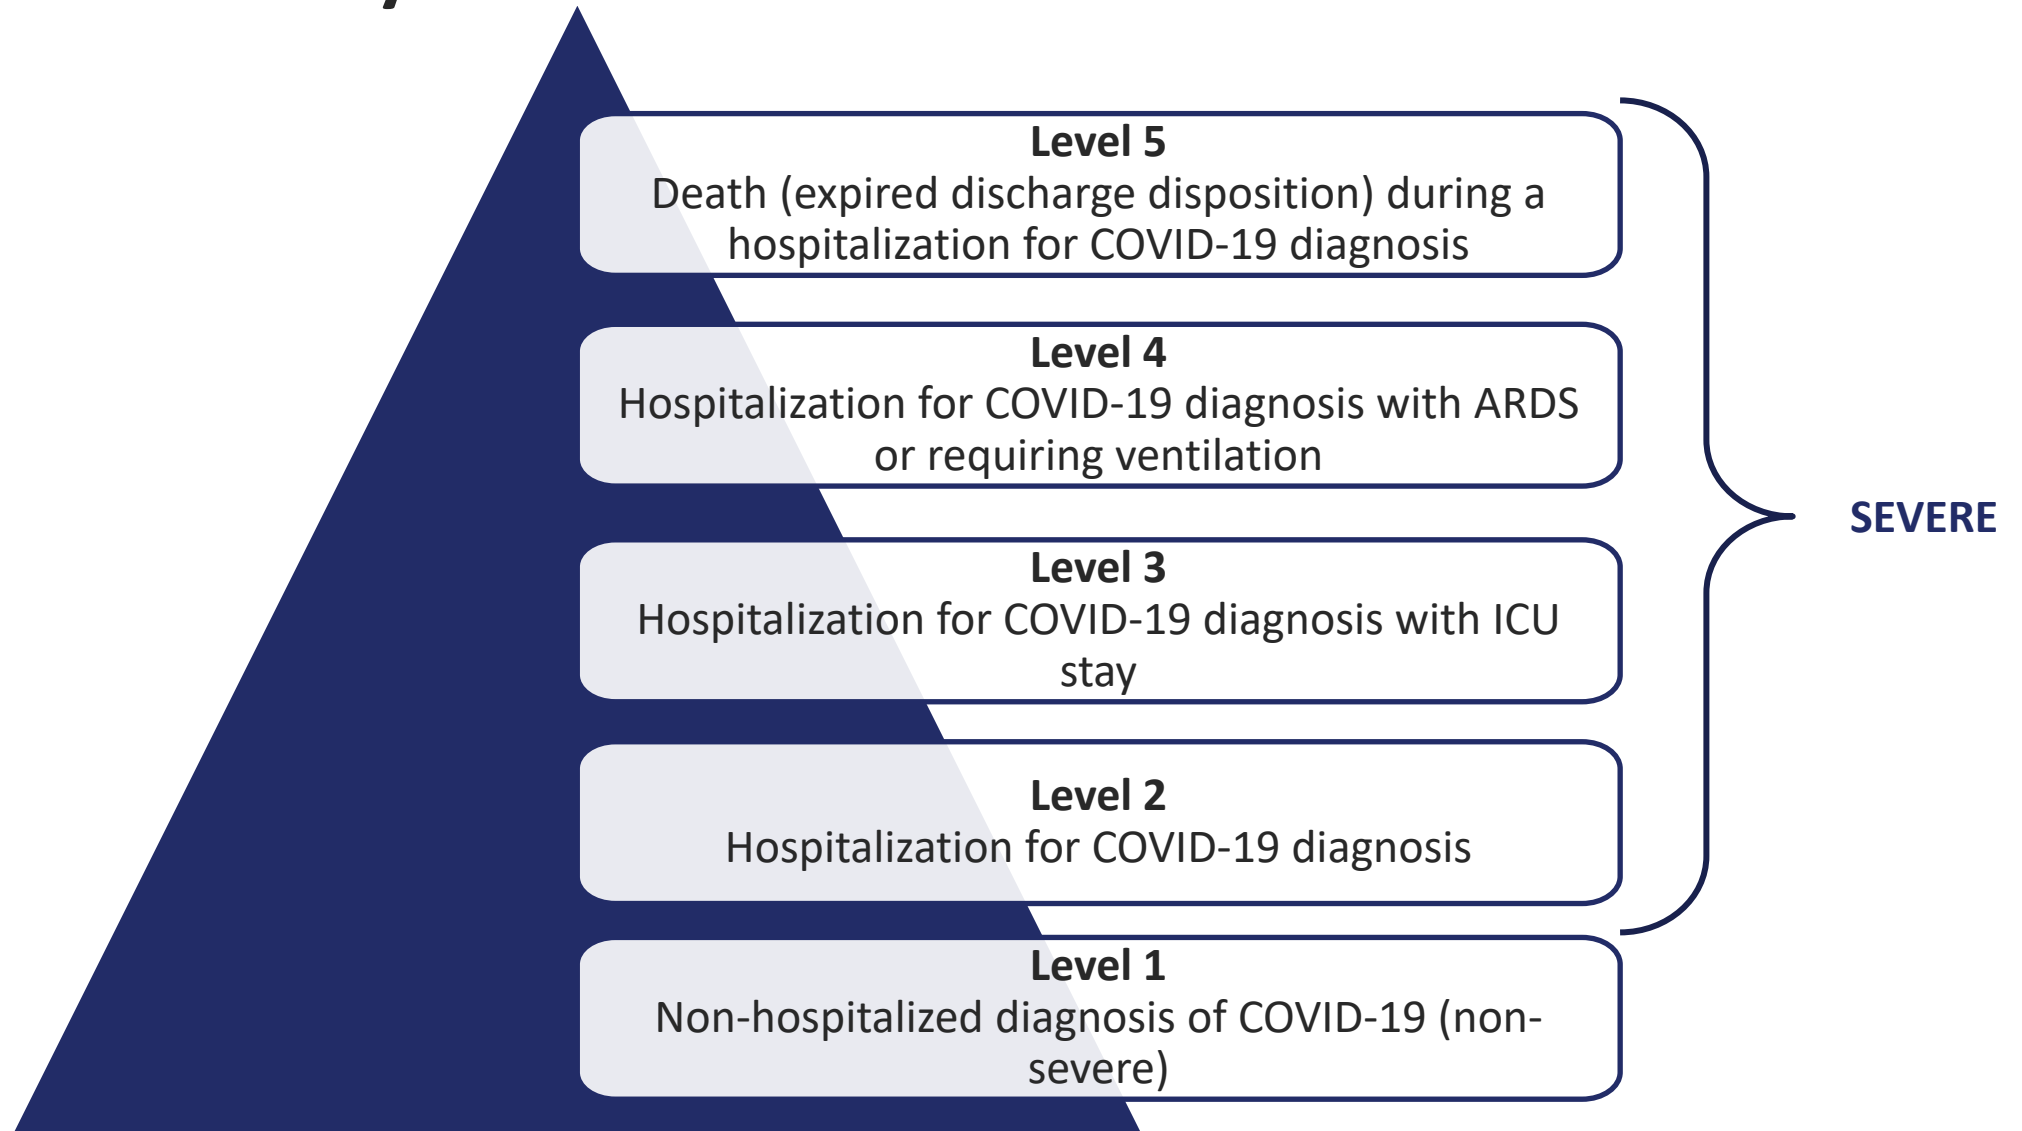 Level 5
Death (expired discharge disposition) during a
hospitalization for COVID-19 diagnosis
Level 4
Hospitalization for COVID-19 diagnosis with ARDS
or requiring ventilation
Level 3
Hospitalization for COVID-19 diagnosis with ICU
stay
Level 2
Hospitalization for COVID-19 diagnosis
Level 1
Non-hospitalized diagnosis of COVID-19 (non-
severe)
SEVERE